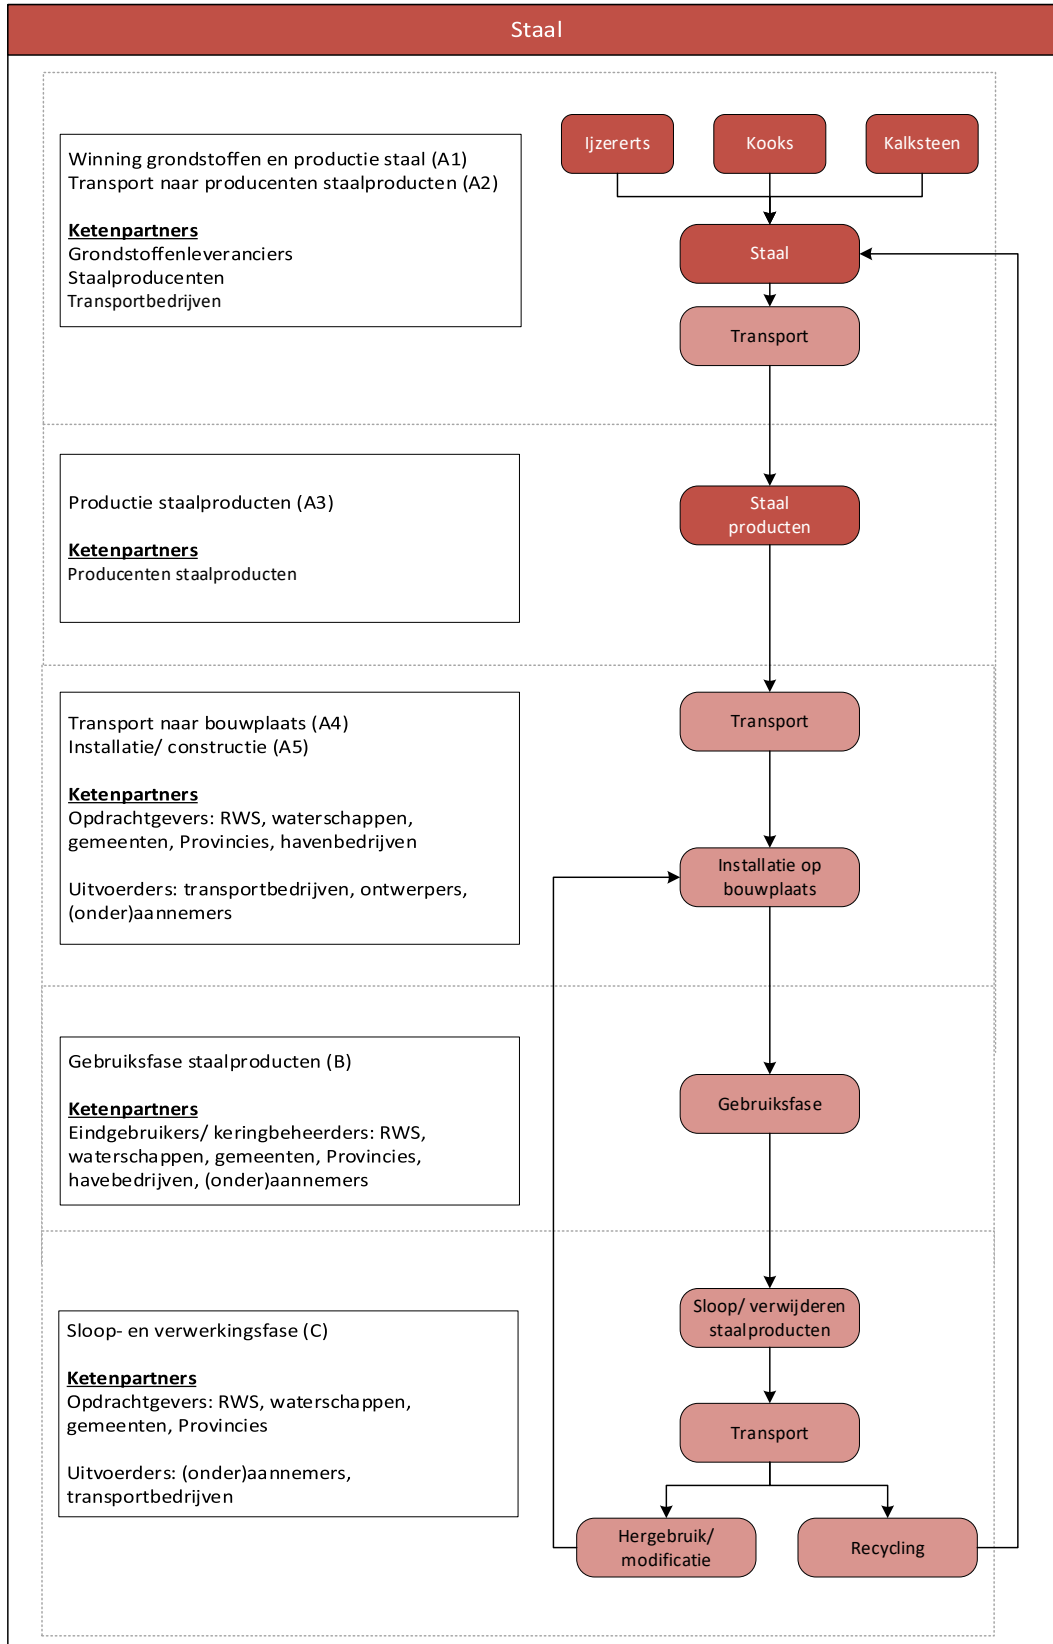 Staal
Winning grondstoffen en productie staal (A1)
Transport naar producenten staalproducten (A2)
Ketenpartners
Grondstoffenleveranciers
Staalproducenten
Transportbedrijven
Ijzererts
Kooks
Kalksteen
Staal
Transport
Productie staalproducten (A3)
Ketenpartners
Producenten staalproducten
Staal
producten
Transport naar bouwplaats (A4)
Installatie/ constructie (A5)
Ketenpartners
Opdrachtgevers: RWS, waterschappen,
gemeenten, Provincies, havenbedrijven
Uitvoerders: transportbedrijven, ontwerpers,
(onder)aannemers
Transport
Installatie op
bouwplaats
Gebruiksfase staalproducten (B)
Ketenpartners
Eindgebruikers/ keringbeheerders: RWS,
waterschappen, gemeenten, Provincies,
havebedrijven, (onder)aannemers
Gebruiksfase
Sloop- en verwerkingsfase (C)
Ketenpartners
Opdrachtgevers: RWS, waterschappen,
gemeenten, Provincies
Uitvoerders: (onder)aannemers,
transportbedrijven
Sloop/ verwijderen
staalproducten
Transport
Hergebruik/
modificatie
Recycling